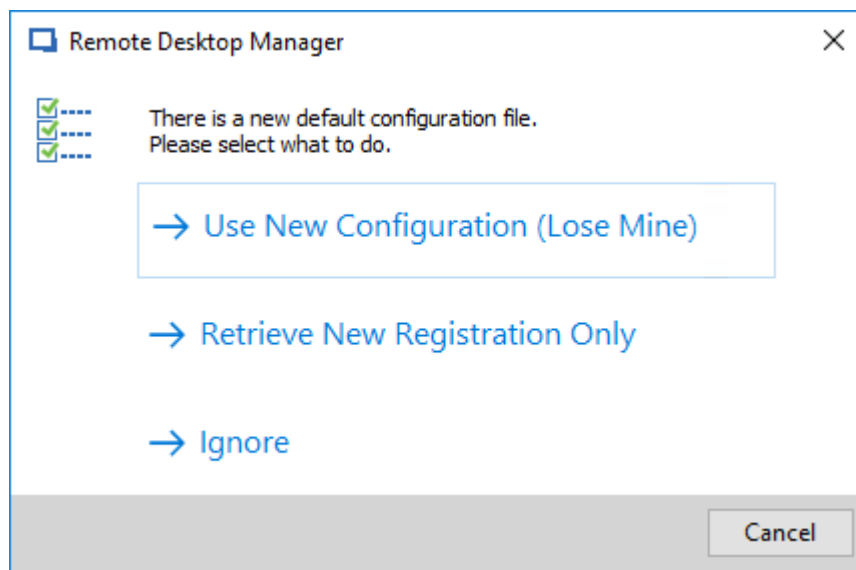 Remote Desktop Manager
There is a new default configuration file.
Please select what to do.
Use New Configuration (Lose Mine)
Retrieve New Registration Only
Ignore
Cancel